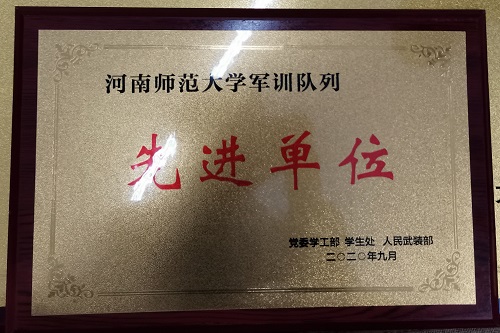 河南师范大学军训队列
先进单位
党委学工部 学生处 人民武装部
二〇二〇年九月